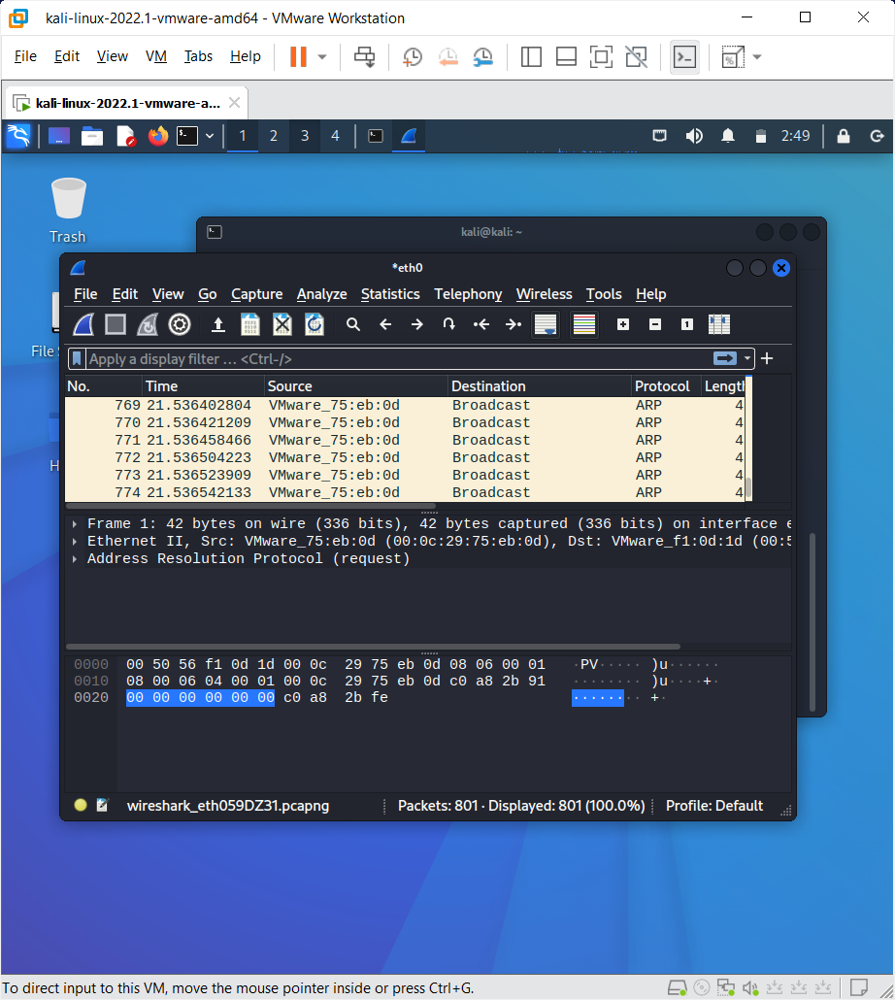 kali-linux-2022.1-vmware-amd64 - VMware Workstation
File Edit View VM Tabs Help
kali-linux-2022.1-vmware-a...
1 2 3 4 2:49
Trash
kali@kali: ~
*eth0
File Edit View Go Capture Analyze Statistics Telephony Wireless Tools Help
File
Apply a display filter … <Ctrl-/>
No. Time Source Destination Protocol Length
769 21.536402804 VMware_75:eb:0d Broadcast ARP 4
770 21.536421209 VMware_75:eb:0d Broadcast ARP 4
771 21.536458466 VMware_75:eb:0d Broadcast ARP 4
772 21.536504223 VMware_75:eb:0d Broadcast ARP 4
773 21.536523909 VMware_75:eb:0d Broadcast ARP 4
774 21.536542133 VMware_75:eb:0d Broadcast ARP 4
H
Frame 1: 42 bytes on wire (336 bits), 42 bytes captured (336 bits) on interface e
Ethernet II, Src: VMware_75:eb:0d (00:0c:29:75:eb:0d), Dst: VMware_f1:0d:1d (00:5
Address Resolution Protocol (request)
0000 00 50 56 f1 0d 1d 00 0c 29 75 eb 0d 08 06 00 01 ·PV····· )u······
0010 08 00 06 04 00 01 00 0c 29 75 eb 0d c0 a8 2b 91 ········ )u····+·
0020 00 00 00 00 00 00 c0 a8 2b fe ········ +·
wireshark_eth059DZ31.pcapng Packets: 801 · Displayed: 801 (100.0%) Profile: Default
To direct input to this VM, move the mouse pointer inside or press Ctrl+G.